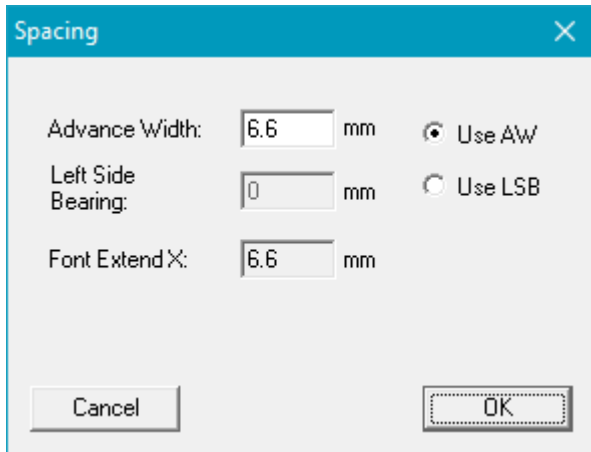 Spacing
Advance Width: 6.6 mm Use AW
Left Side
Bearing: 0 mm Use LSB
Font Extend X: 6.6 mm
Cancel OK